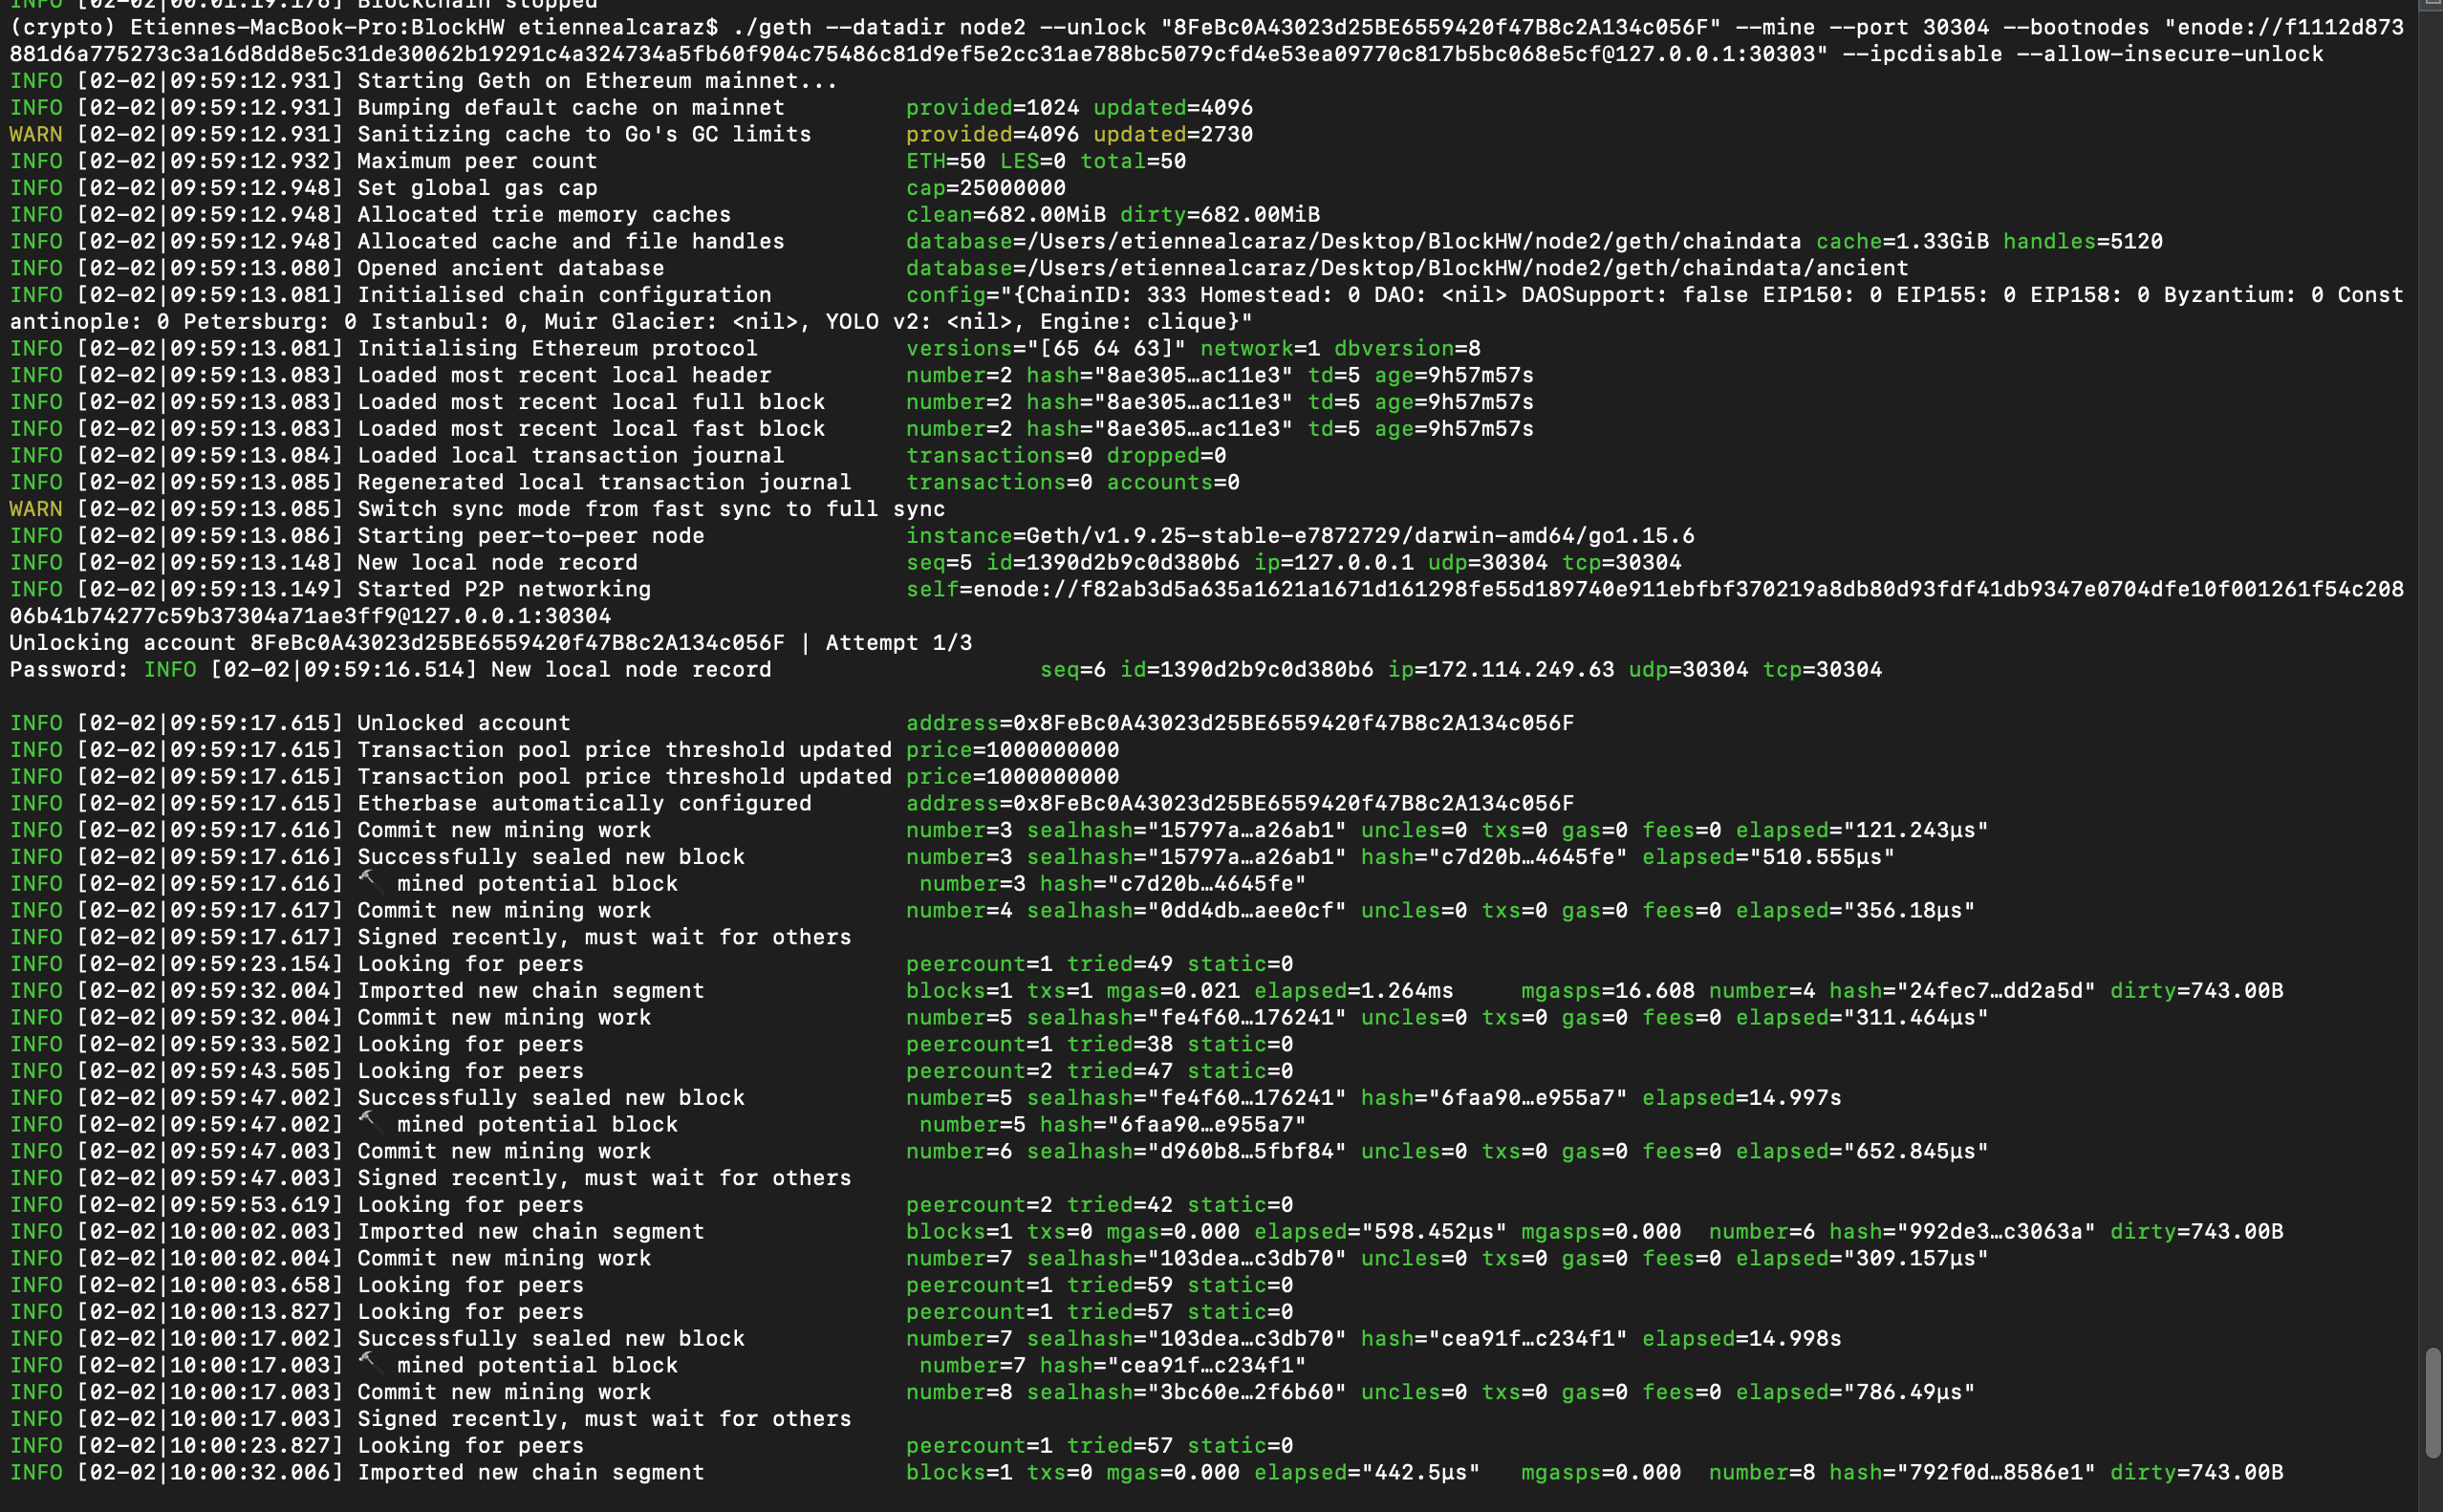 INFO [02-02|00:01:19.176] Blockchain stopped
(crypto) Etiennes-MacBook-Pro:BlockHW etiennealcaraz$ ./geth --datadir node2 --unlock "8FeBc0A43023d25BE6559420f47B8c2A134c056F" --mine --port 30304 --bootnodes "enode://f1112d873
881d6a775273c3a16d8dd8e5c31de30062b19291c4a324734a5fb60f904c75486c81d9ef5e2cc31ae788bc5079cfd4e53ea09770c817b5bc068e5cf@127.0.0.1:30303" --ipcdisable --allow-insecure-unlock
INFO [02-02|09:59:12.931] Starting Geth on Ethereum mainnet...
INFO [02-02|09:59:12.931] Bumping default cache on mainnet provided=1024 updated=4096
WARN [02-02|09:59:12.931] Sanitizing cache to Go's GC limits provided=4096 updated=2730
INFO [02-02|09:59:12.932] Maximum peer count ETH=50 LES=0 total=50
INFO [02-02|09:59:12.948] Set global gas cap cap=25000000
INFO [02-02|09:59:12.948] Allocated trie memory caches clean=682.00MiB dirty=682.00MiB
INFO [02-02|09:59:12.948] Allocated cache and file handles database=/Users/etiennealcaraz/Desktop/BlockHW/node2/geth/chaindata cache=1.33GiB handles=5120
INFO [02-02|09:59:13.080] Opened ancient database database=/Users/etiennealcaraz/Desktop/BlockHW/node2/geth/chaindata/ancient
INFO [02-02|09:59:13.081] Initialised chain configuration config="{ChainID: 333 Homestead: 0 DAO: <nil> DAOSupport: false EIP150: 0 EIP155: 0 EIP158: 0 Byzantium: 0 Const
antinople: 0 Petersburg: 0 Istanbul: 0, Muir Glacier: <nil>, YOLO v2: <nil>, Engine: clique}"
INFO [02-02|09:59:13.081] Initialising Ethereum protocol versions="[65 64 63]" network=1 dbversion=8
INFO [02-02|09:59:13.083] Loaded most recent local header number=2 hash="8ae305…ac11e3" td=5 age=9h57m57s
INFO [02-02|09:59:13.083] Loaded most recent local full block number=2 hash="8ae305…ac11e3" td=5 age=9h57m57s
INFO [02-02|09:59:13.083] Loaded most recent local fast block number=2 hash="8ae305…ac11e3" td=5 age=9h57m57s
INFO [02-02|09:59:13.084] Loaded local transaction journal transactions=0 dropped=0
INFO [02-02|09:59:13.085] Regenerated local transaction journal transactions=0 accounts=0
WARN [02-02|09:59:13.085] Switch sync mode from fast sync to full sync
INFO [02-02|09:59:13.086] Starting peer-to-peer node instance=Geth/v1.9.25-stable-e7872729/darwin-amd64/go1.15.6
INFO [02-02|09:59:13.148] New local node record seq=5 id=1390d2b9c0d380b6 ip=127.0.0.1 udp=30304 tcp=30304
INFO [02-02|09:59:13.149] Started P2P networking self=enode://f82ab3d5a635a1621a1671d161298fe55d189740e911ebfbf370219a8db80d93fdf41db9347e0704dfe10f001261f54c208
06b41b74277c59b37304a71ae3ff9@127.0.0.1:30304
Unlocking account 8FeBc0A43023d25BE6559420f47B8c2A134c056F | Attempt 1/3
Password: INFO [02-02|09:59:16.514] New local node record seq=6 id=1390d2b9c0d380b6 ip=172.114.249.63 udp=30304 tcp=30304
INFO [02-02|09:59:17.615] Unlocked account address=0x8FeBc0A43023d25BE6559420f47B8c2A134c056F
INFO [02-02|09:59:17.615] Transaction pool price threshold updated price=1000000000
INFO [02-02|09:59:17.615] Transaction pool price threshold updated price=1000000000
INFO [02-02|09:59:17.615] Etherbase automatically configured address=0x8FeBc0A43023d25BE6559420f47B8c2A134c056F
INFO [02-02|09:59:17.616] Commit new mining work number=3 sealhash="15797a…a26ab1" uncles=0 txs=0 gas=0 fees=0 elapsed="121.243µs"
INFO [02-02|09:59:17.616] Successfully sealed new block number=3 sealhash="15797a…a26ab1" hash="c7d20b…4645fe" elapsed="510.555µs"
INFO [02-02|09:59:17.616] 🔨 mined potential block number=3 hash="c7d20b…4645fe"
INFO [02-02|09:59:17.617] Commit new mining work number=4 sealhash="0dd4db…aee0cf" uncles=0 txs=0 gas=0 fees=0 elapsed="356.18µs"
INFO [02-02|09:59:17.617] Signed recently, must wait for others
INFO [02-02|09:59:23.154] Looking for peers peercount=1 tried=49 static=0
INFO [02-02|09:59:32.004] Imported new chain segment blocks=1 txs=1 mgas=0.021 elapsed=1.264ms mgasps=16.608 number=4 hash="24fec7…dd2a5d" dirty=743.00B
INFO [02-02|09:59:32.004] Commit new mining work number=5 sealhash="fe4f60…176241" uncles=0 txs=0 gas=0 fees=0 elapsed="311.464µs"
INFO [02-02|09:59:33.502] Looking for peers peercount=1 tried=38 static=0
INFO [02-02|09:59:43.505] Looking for peers peercount=2 tried=47 static=0
INFO [02-02|09:59:47.002] Successfully sealed new block number=5 sealhash="fe4f60…176241" hash="6faa90…e955a7" elapsed=14.997s
INFO [02-02|09:59:47.002] 🔨 mined potential block number=5 hash="6faa90…e955a7"
INFO [02-02|09:59:47.003] Commit new mining work number=6 sealhash="d960b8…5fbf84" uncles=0 txs=0 gas=0 fees=0 elapsed="652.845µs"
INFO [02-02|09:59:47.003] Signed recently, must wait for others
INFO [02-02|09:59:53.619] Looking for peers peercount=2 tried=42 static=0
INFO [02-02|10:00:02.003] Imported new chain segment blocks=1 txs=0 mgas=0.000 elapsed="598.452µs" mgasps=0.000 number=6 hash="992de3…c3063a" dirty=743.00B
INFO [02-02|10:00:02.004] Commit new mining work number=7 sealhash="103dea…c3db70" uncles=0 txs=0 gas=0 fees=0 elapsed="309.157µs"
INFO [02-02|10:00:03.658] Looking for peers peercount=1 tried=59 static=0
INFO [02-02|10:00:13.827] Looking for peers peercount=1 tried=57 static=0
INFO [02-02|10:00:17.002] Successfully sealed new block number=7 sealhash="103dea…c3db70" hash="cea91f…c234f1" elapsed=14.998s
INFO [02-02|10:00:17.003] 🔨 mined potential block number=7 hash="cea91f…c234f1"
INFO [02-02|10:00:17.003] Commit new mining work number=8 sealhash="3bc60e…2f6b60" uncles=0 txs=0 gas=0 fees=0 elapsed="786.49µs"
INFO [02-02|10:00:17.003] Signed recently, must wait for others
INFO [02-02|10:00:23.827] Looking for peers peercount=1 tried=57 static=0
INFO [02-02|10:00:32.006] Imported new chain segment blocks=1 txs=0 mgas=0.000 elapsed="442.5µs" mgasps=0.000 number=8 hash="792f0d…8586e1" dirty=743.00B